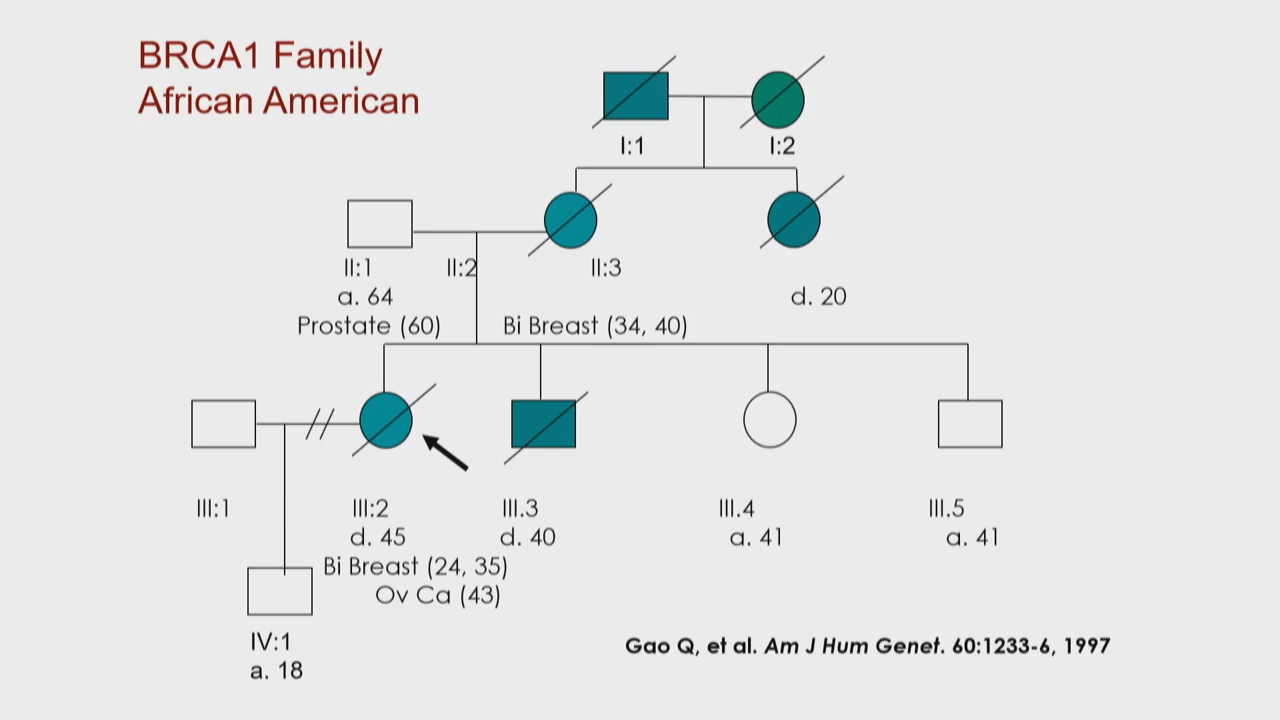 BRCA1 Family
African American
I:1
I:2
II:1
II:2
II:3
a. 64
d. 20
Prostate (60)
Bi Breast (34, 40)
III:1
III:2
III.3
III.4
III.5
d. 45
d. 40
a. 41
a. 41
Bi Breast (24, 35)
Ov Ca (43)
IV:1
a. 18
Gao Q, et al. Am J Hum Genet. 60:1233-6, 1997